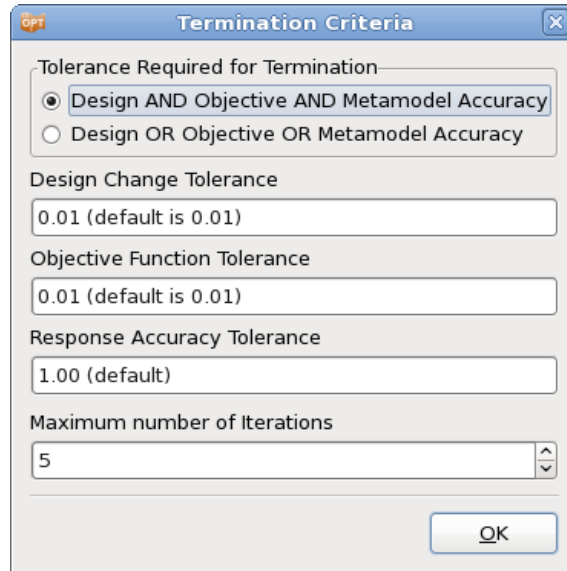 OPT
Termination Criteria
Tolerance Required for Termination
Design AND Objective AND Metamodel Accuracy
Design OR Objective OR Metamodel Accuracy
Design Change Tolerance
0.01 (default is 0.01)
Objective Function Tolerance
0.01 (default is 0.01)
Response Accuracy Tolerance
1.00 (default)
Maximum number of Iterations
5
OK